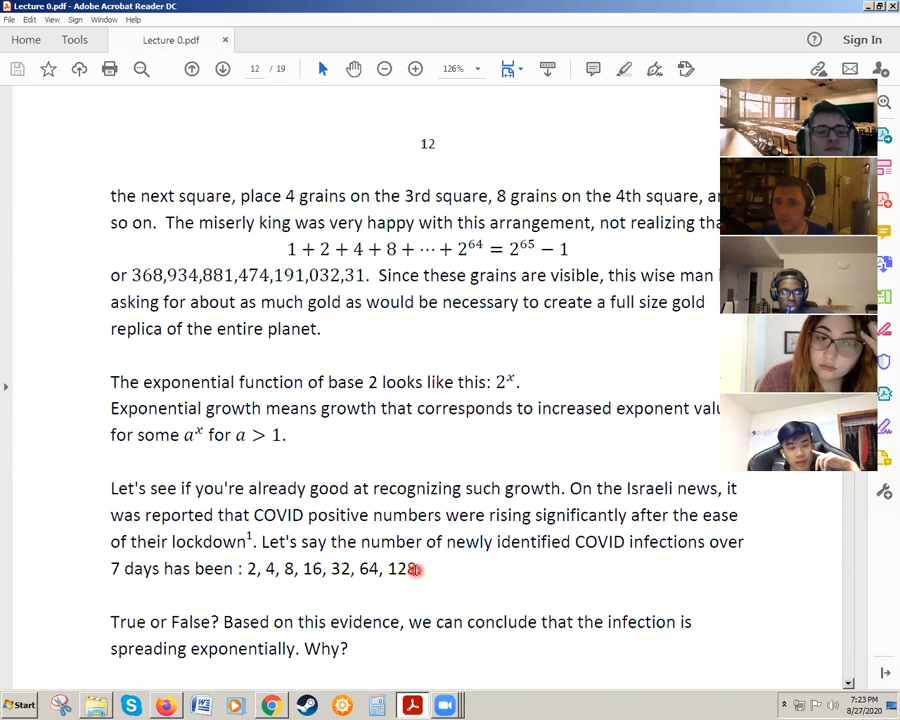 Lecture 0.pdf - Adobe Acrobat Reader DC
File Edit View Sign Window Help
Home Tools Lecture 0.pdf × Sign In
12 / 19 126%
12
the next square, place 4 grains on the 3rd square, 8 grains on the 4th square, an
so on. The miserly king was very happy with this arrangement, not realizing tha
1 + 2 + 4 + 8 + ⋯ + 2^64 = 2^65 − 1
or 368,934,881,474,191,032,31. Since these grains are visible, this wise man i
asking for about as much gold as would be necessary to create a full size gold
replica of the entire planet.
The exponential function of base 2 looks like this: 2^x.
Exponential growth means growth that corresponds to increased exponent valu
for some a^x for a > 1.
Let's see if you're already good at recognizing such growth. On the Israeli news, it
was reported that COVID positive numbers were rising significantly after the ease
of their lockdown^1. Let's say the number of newly identified COVID infections over
7 days has been : 2, 4, 8, 16, 32, 64, 128
True or False? Based on this evidence, we can conclude that the infection is
spreading exponentially. Why?
Start
7:23 PM
8/27/2020